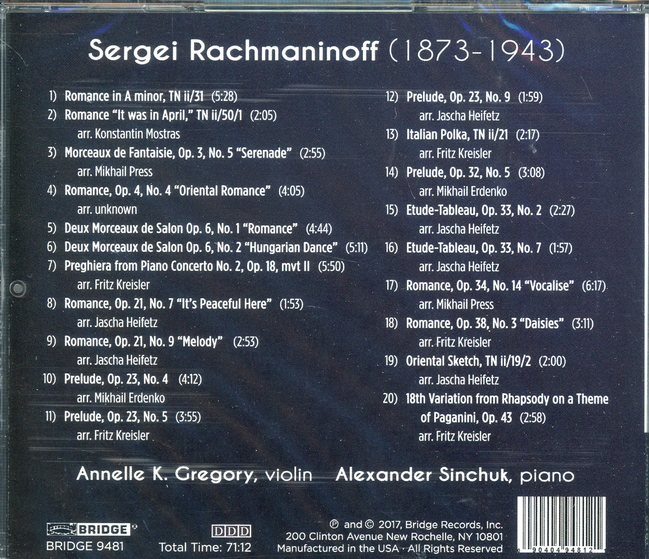 Sergei Rachmaninoff (1873-1943)
1) Romance in A minor, TN ii/31 (5:28)
2) Romance "It was in April," TN ii/50/1 (2:05)
arr. Konstantin Mostras
3) Morceaux de Fantaisie, Op. 3, No. 5 "Serenade" (2:55)
arr. Mikhail Press
4) Romance, Op. 4, No. 4 "Oriental Romance" (4:05)
arr. unknown
5) Deux Morceaux de Salon Op. 6, No. 1 "Romance" (4:44)
6) Deux Morceaux de Salon Op. 6, No. 2 "Hungarian Dance" (5:11)
7) Preghiera from Piano Concerto No. 2, Op. 18, mvt II (5:50)
arr. Fritz Kreisler
8) Romance, Op. 21, No. 7 "It's Peaceful Here" (1:53)
arr. Jascha Heifetz
9) Romance, Op. 21, No. 9 "Melody" (2:53)
arr. Jascha Heifetz
10) Prelude, Op. 23, No. 4 (4:12)
arr. Mikhail Erdenko
11) Prelude, Op. 23, No. 5 (3:55)
arr. Fritz Kreisler
12) Prelude, Op. 23, No. 9 (1:59)
arr. Jascha Heifetz
13) Italian Polka, TN ii/21 (2:17)
arr. Fritz Kreisler
14) Prelude, Op. 32, No. 5 (3:08)
arr. Mikhail Erdenko
15) Etude-Tableau, Op. 33, No. 2 (2:27)
arr. Jascha Heifetz
16) Etude-Tableau, Op. 33, No. 7 (1:57)
arr. Jascha Heifetz
17) Romance, Op. 34, No. 14 "Vocalise" (6:17)
arr. Mikhail Press
18) Romance, Op. 38, No. 3 "Daisies" (3:11)
arr. Fritz Kreisler
19) Oriental Sketch, TN ii/19/2 (2:00)
arr. Jascha Heifetz
20) 18th Variation from Rhapsody on a Theme
of Paganini, Op. 43 (2:58)
arr. Fritz Kreisler
Annelle K. Gregory, violin Alexander Sinchuk, piano
BRIDGE
BRIDGE 9481
DDD
Total Time: 71:12
℗ and © 2017, Bridge Records, Inc.
200 Clinton Avenue New Rochelle, NY 10801
Manufactured in the USA · All Rights Reserved